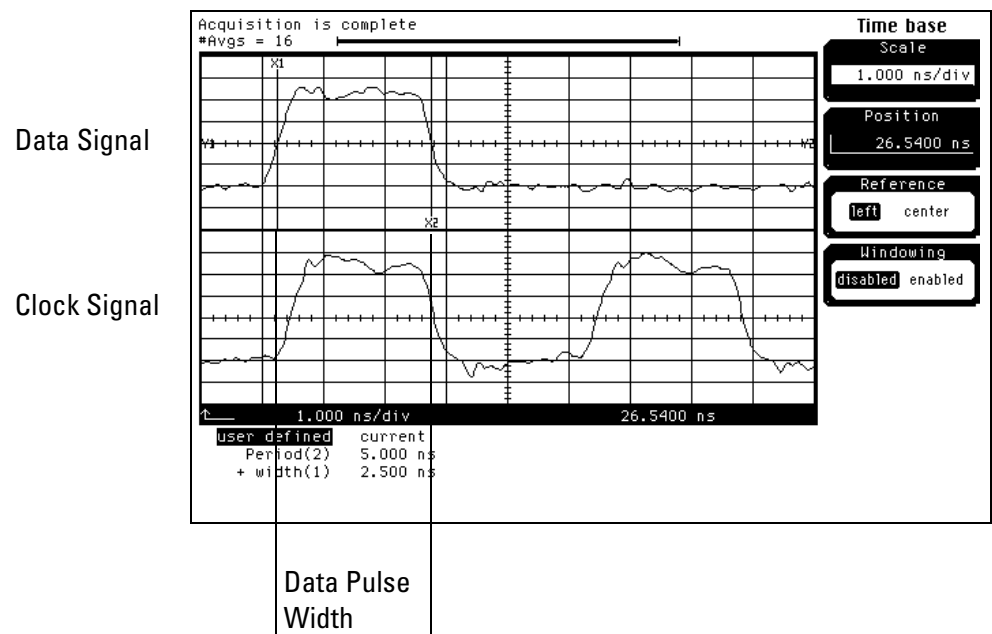 Acquisition is complete
#Avgs = 16
Time base
Scale
1.000 ns/div
Position
26.5400 ns
Reference
left center
Windowing
disabled enabled
X1
Data Signal
Y1
Y2
X2
Clock Signal
1.000 ns/div 26.5400 ns
user defined current
Period(2) 5.000 ns
+ width(1) 2.500 ns
Data Pulse
Width